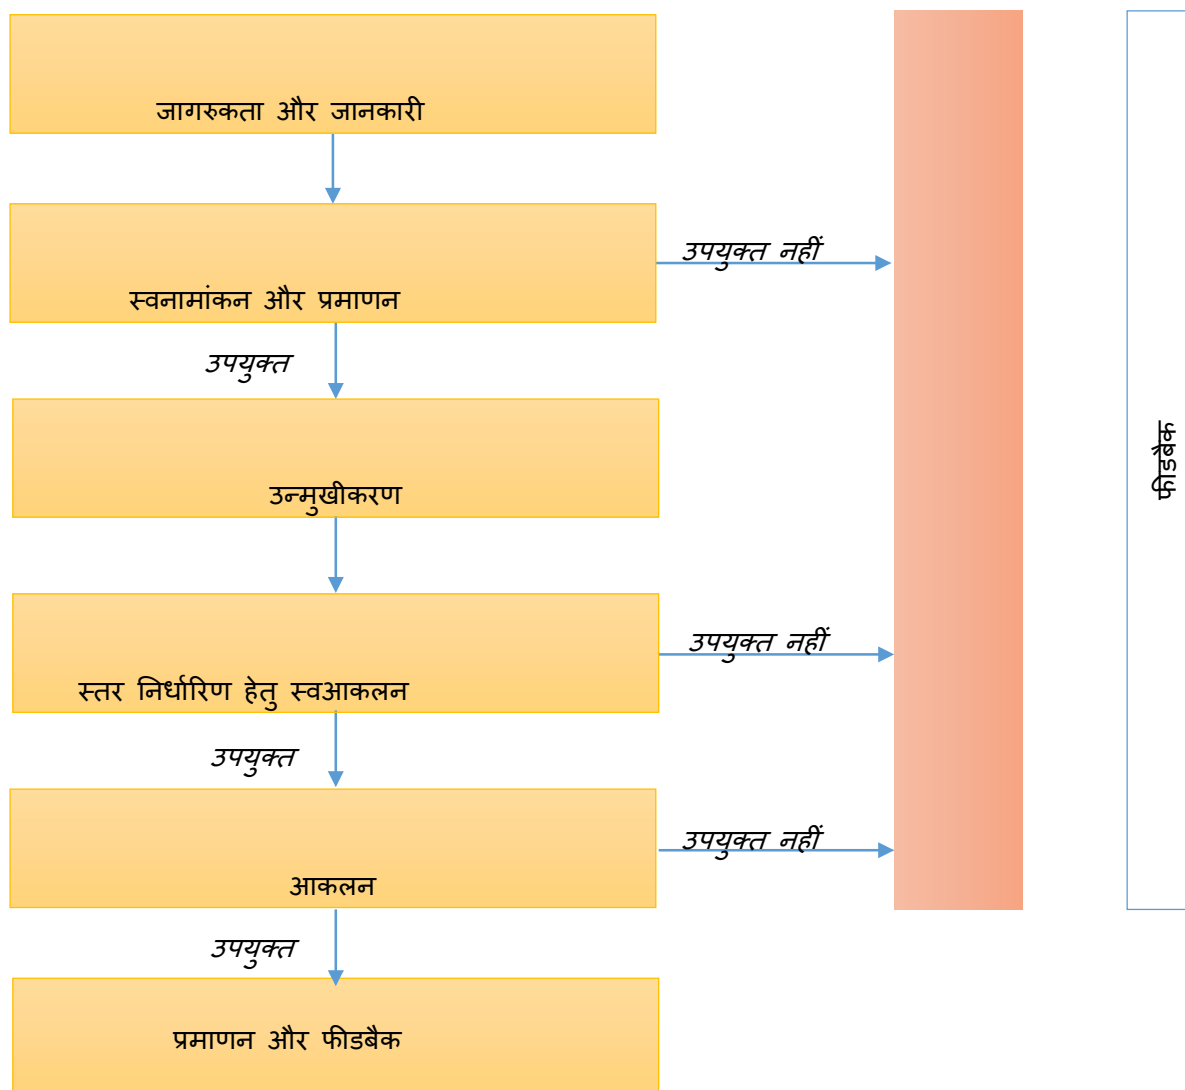 जागरुकता और जानकारी
स्वनामांकन और प्रमाणन
उपयुक्त नहीं
उपयुक्त
उन्मुखीकरण
स्तर निर्धारिण हेतु स्वआकलन
उपयुक्त नहीं
उपयुक्त
आकलन
उपयुक्त नहीं
उपयुक्त
प्रमाणन और फीडबैक
फीडबैक